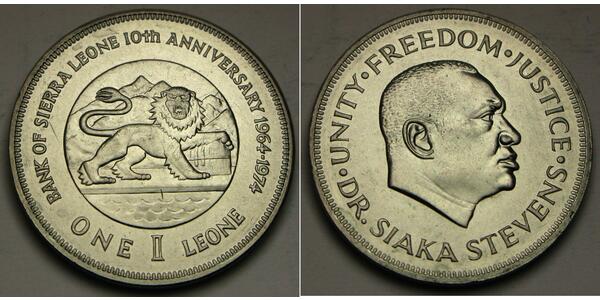 BANK OF SIERRA LEONE 10th ANNIVERSARY 1964-1974
ONE 1 LEONE
·UNITY·FREEDOM·JUSTICE·
DR. SIAKA STEVENS